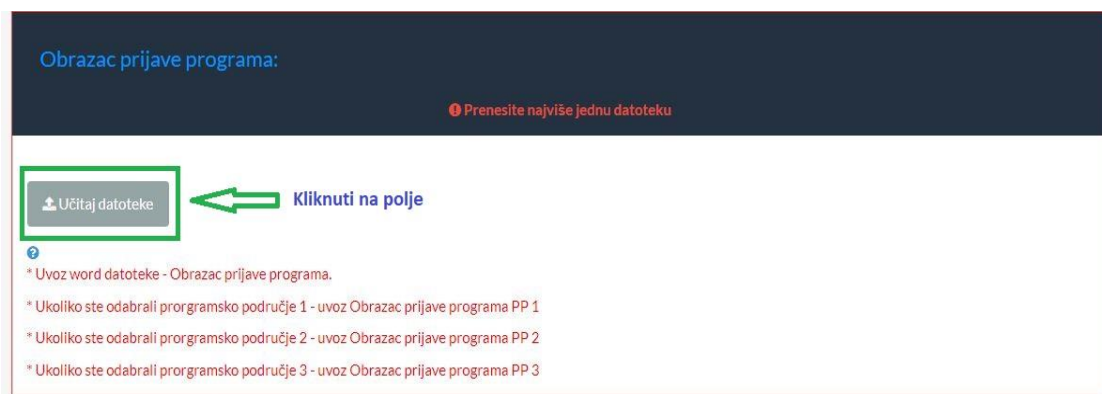 Obrazac prijave programa:
Prenesite najviše jednu datoteku
Učitaj datoteke
Kliknuti na polje
* Uvoz word datoteke - Obrazac prijave programa.
* Ukoliko ste odabrali prorgramsko područje 1 - uvoz Obrazac prijave programa PP 1
* Ukoliko ste odabrali prorgramsko područje 2 - uvoz Obrazac prijave programa PP 2
* Ukoliko ste odabrali prorgramsko područje 3 - uvoz Obrazac prijave programa PP 3